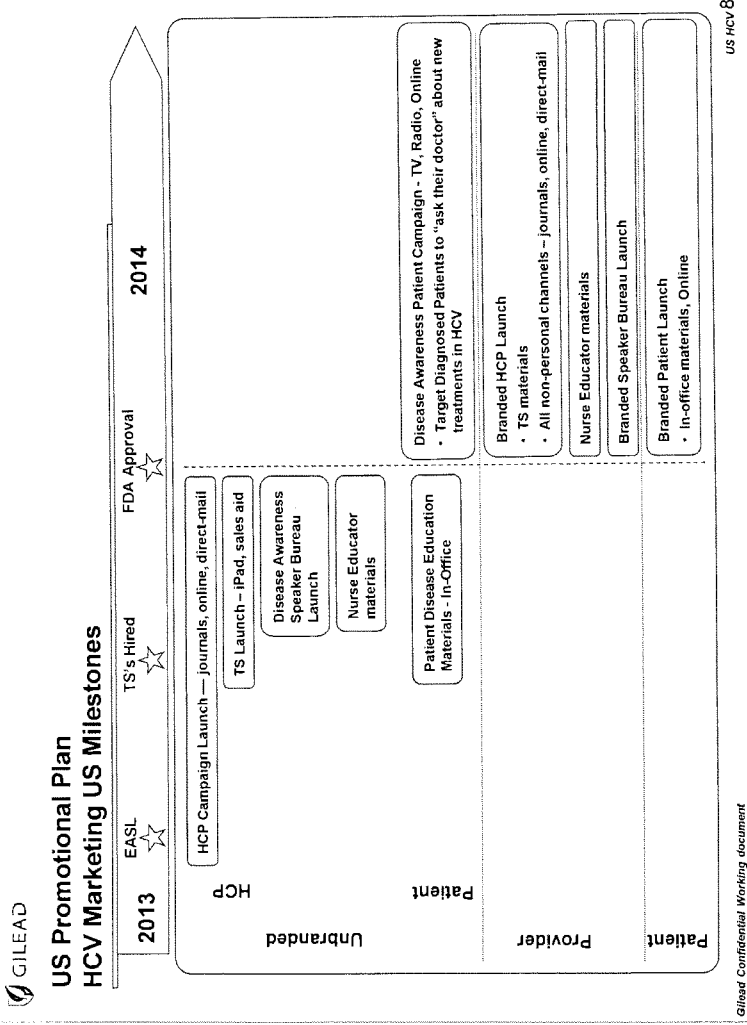 GILEAD
US Promotional Plan
HCV Marketing US Milestones
2013
EASL
TS's Hired
FDA Approval
2014
Unbranded
HCP
HCP Campaign Launch — journals, online, direct-mail
TS Launch – iPad, sales aid
Disease Awareness
Speaker Bureau
Launch
Nurse Educator
materials
Patient
Patient Disease Education
Materials - In-Office
Disease Awareness Patient Campaign - TV, Radio, Online
• Target Diagnosed Patients to “ask their doctor” about new
treatments in HCV
Provider
Branded HCP Launch
• TS materials
• All non-personal channels – journals, online, direct-mail
Nurse Educator materials
Branded Speaker Bureau Launch
Patient
Branded Patient Launch
• In-office materials, Online
Gilead Confidential Working document
US HCV 8